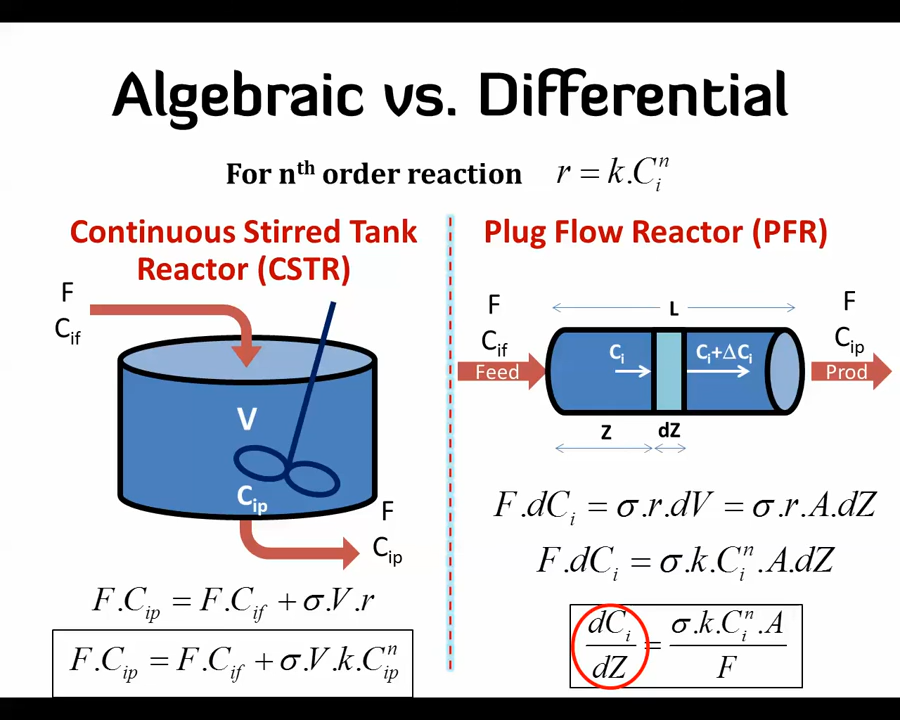 Algebraic vs. Differential
For nth order reaction r = k.C_i^n
Continuous Stirred Tank
Reactor (CSTR)
F
C_if
V
C_ip
F
C_ip
F.C_ip = F.C_if + σ.V.r
F.C_ip = F.C_if + σ.V.k.C_ip^n
Plug Flow Reactor (PFR)
L
F
C_if
Feed
C_i
C_i+ΔC_i
F
C_ip
Prod
Z
dZ
F.dC_i = σ.r.dV = σ.r.A.dZ
F.dC_i = σ.k.C_i^n.A.dZ
dC_i/dZ = σ.k.C_i^n.A/F